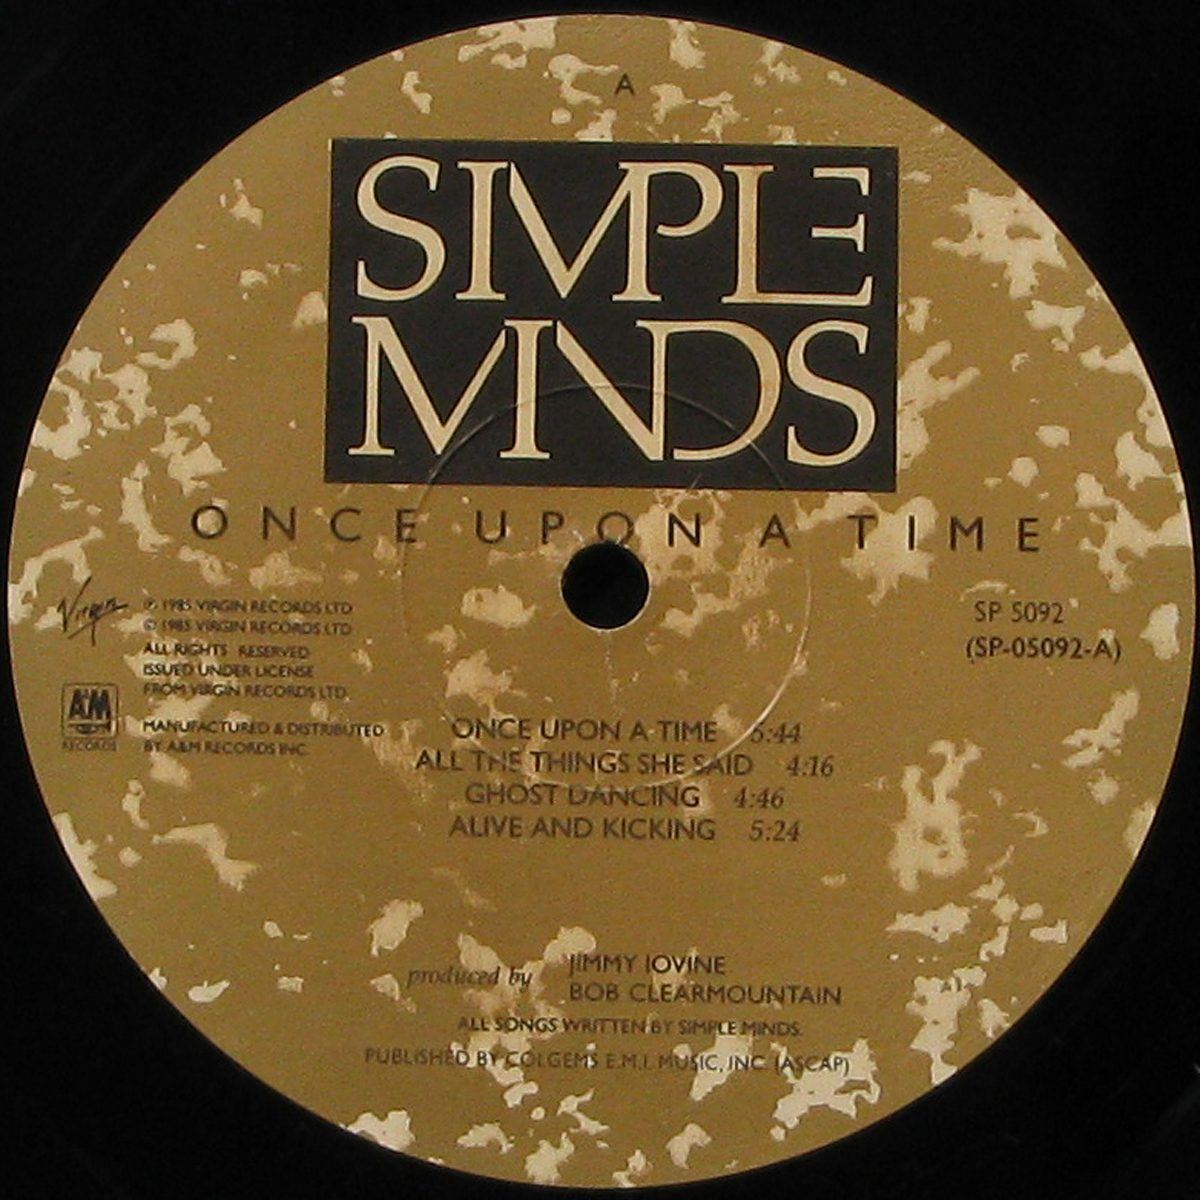 A
SIMPLE
MINDS
ONCE UPON A TIME
Virgin
℗ 1985 VIRGIN RECORDS LTD
© 1985 VIRGIN RECORDS LTD
ALL RIGHTS RESERVED
ISSUED UNDER LICENSE
FROM VIRGIN RECORDS LTD.
A&M
RECORDS
MANUFACTURED & DISTRIBUTED
BY A&M RECORDS INC.
SP 5092
(SP-05092-A)
ONCE UPON A TIME 5:44
ALL THE THINGS SHE SAID 4:16
GHOST DANCING 4:46
ALIVE AND KICKING 5:24
produced by JIMMY IOVINE
BOB CLEARMOUNTAIN
ALL SONGS WRITTEN BY SIMPLE MINDS.
PUBLISHED BY COLGEMS E.M.I. MUSIC, INC. (ASCAP)